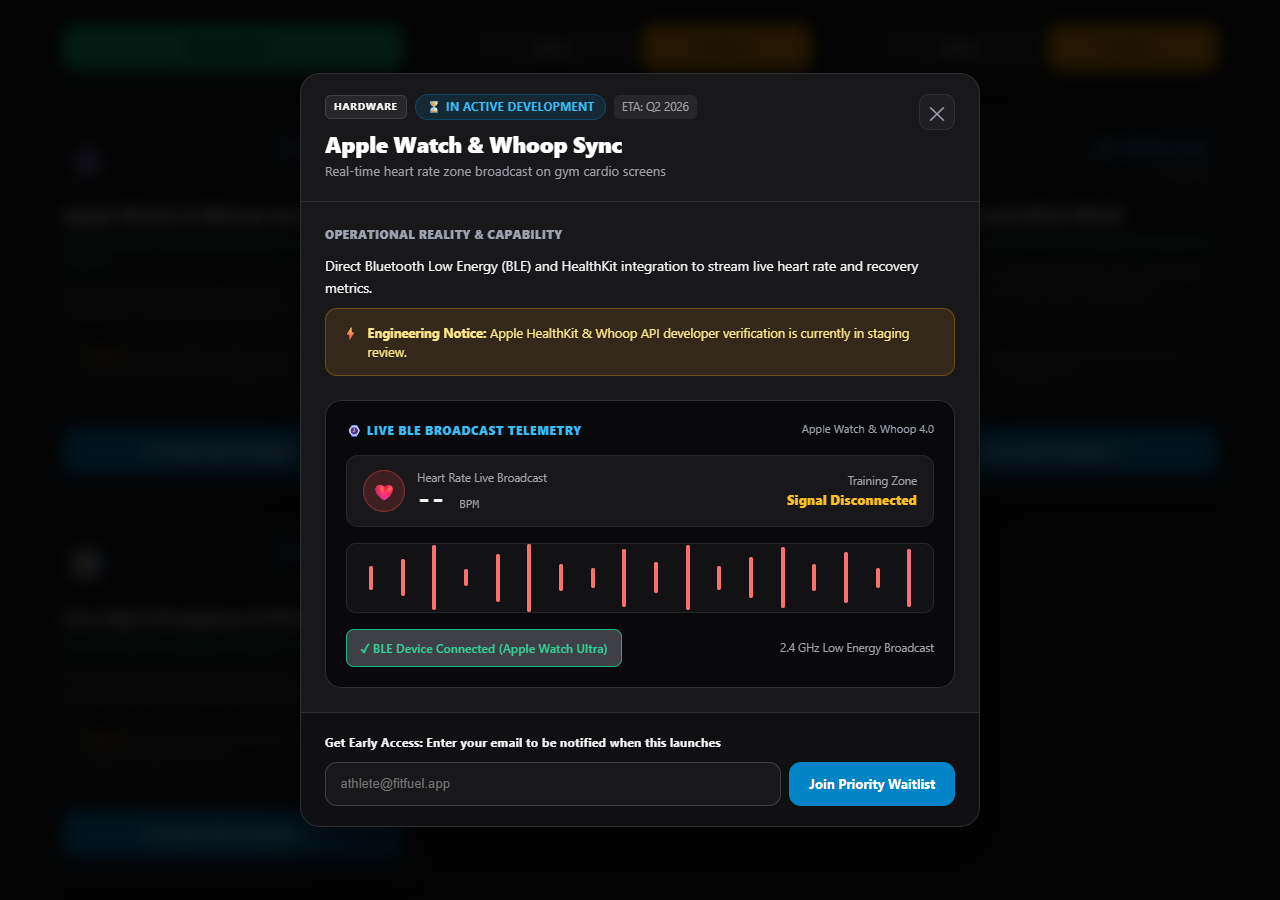 HARDWARE
⏳ IN ACTIVE DEVELOPMENT
ETA: Q2 2026
Apple Watch & Whoop Sync
Real-time heart rate zone broadcast on gym cardio screens
OPERATIONAL REALITY & CAPABILITY
Direct Bluetooth Low Energy (BLE) and HealthKit integration to stream live heart rate and recovery
metrics.
⚡ Engineering Notice: Apple HealthKit & Whoop API developer verification is currently in staging
review.
LIVE BLE BROADCAST TELEMETRY
Apple Watch & Whoop 4.0
Heart Rate Live Broadcast
-- BPM
Training Zone
Signal Disconnected
✓ BLE Device Connected (Apple Watch Ultra)
2.4 GHz Low Energy Broadcast
Get Early Access: Enter your email to be notified when this launches
athlete@fitfuel.app
Join Priority Waitlist